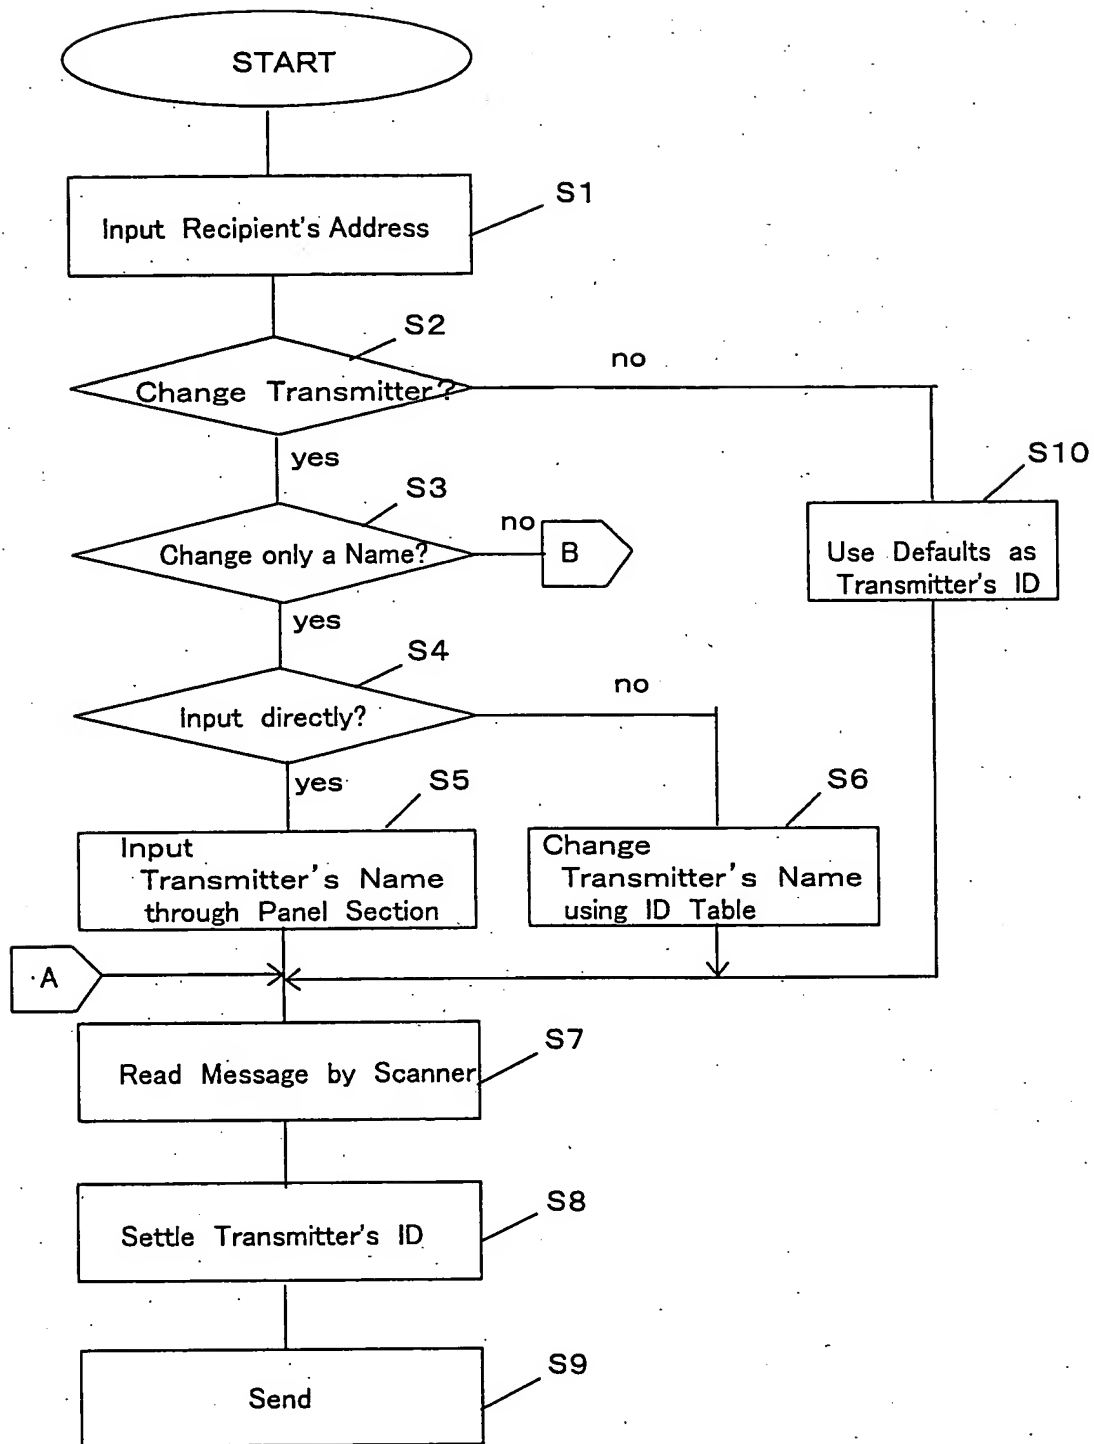 START
S1
Input Recipient's Address
S2
no
Change Transmitter?
yes
S10
S3
no
Change only a Name?
B
Use Defaults as
Transmitter's ID
yes
S4
no
Input directly?
yes
S5
S6
Input
Transmitter's Name
through Panel Section
Change
Transmitter's Name
using ID Table
A
S7
Read Message by Scanner
S8
Settle Transmitter's ID
S9
Send